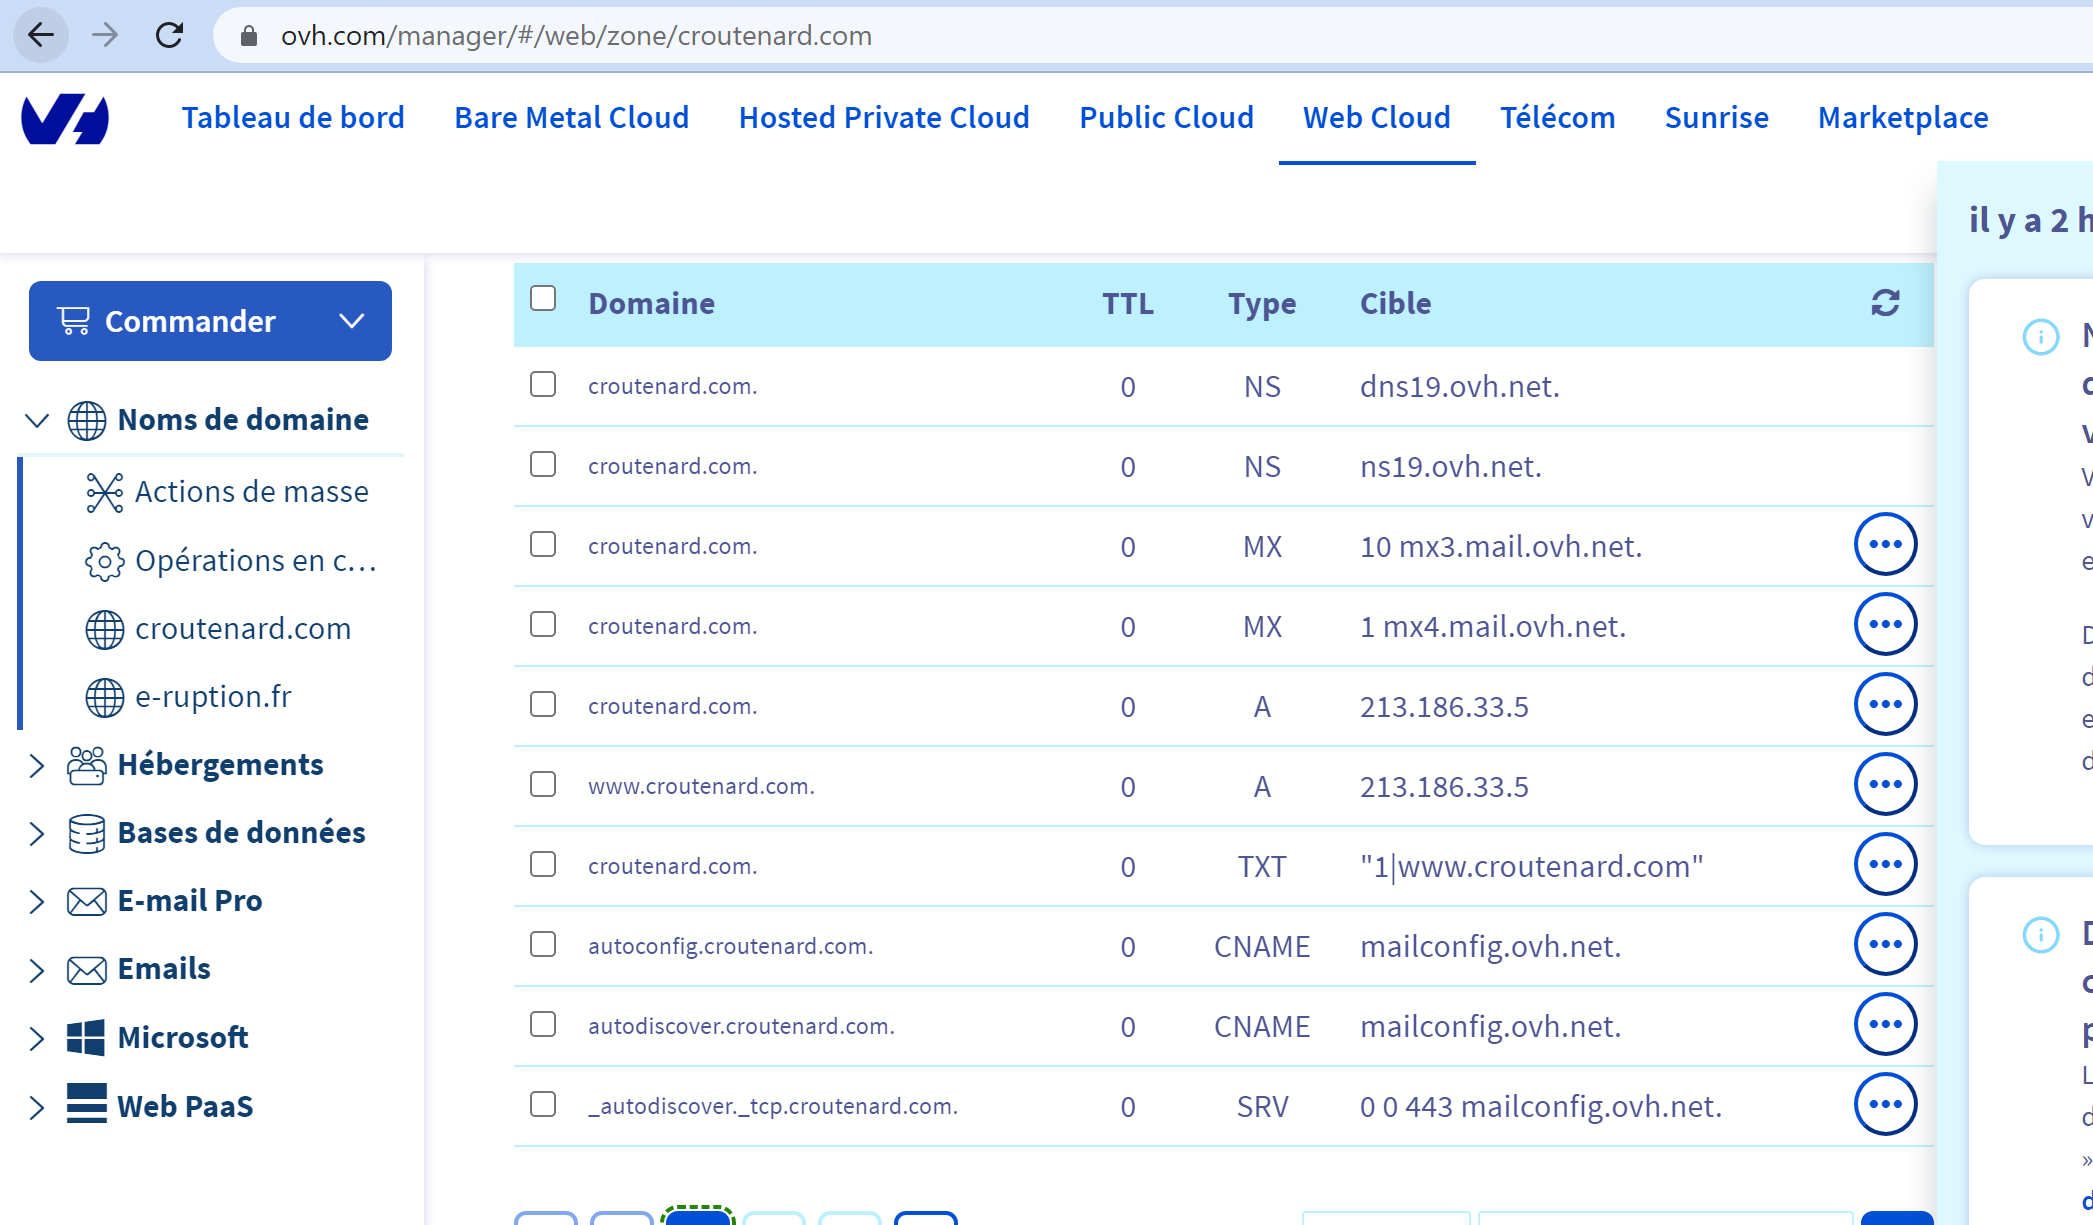 ovh.com/manager/#/web/zone/croutenard.com
Tableau de bord Bare Metal Cloud Hosted Private Cloud Public Cloud Web Cloud Télécom Sunrise Marketplace
il y a 2 h
Commander
Noms de domaine
Actions de masse
Opérations en c…
croutenard.com
e-ruption.fr
Hébergements
Bases de données
E-mail Pro
Emails
Microsoft
Web PaaS
Domaine TTL Type Cible
croutenard.com. 0 NS dns19.ovh.net.
croutenard.com. 0 NS ns19.ovh.net.
croutenard.com. 0 MX 10 mx3.mail.ovh.net.
croutenard.com. 0 MX 1 mx4.mail.ovh.net.
croutenard.com. 0 A 213.186.33.5
www.croutenard.com. 0 A 213.186.33.5
croutenard.com. 0 TXT "1|www.croutenard.com"
autoconfig.croutenard.com. 0 CNAME mailconfig.ovh.net.
autodiscover.croutenard.com. 0 CNAME mailconfig.ovh.net.
_autodiscover._tcp.croutenard.com. 0 SRV 0 0 443 mailconfig.ovh.net.